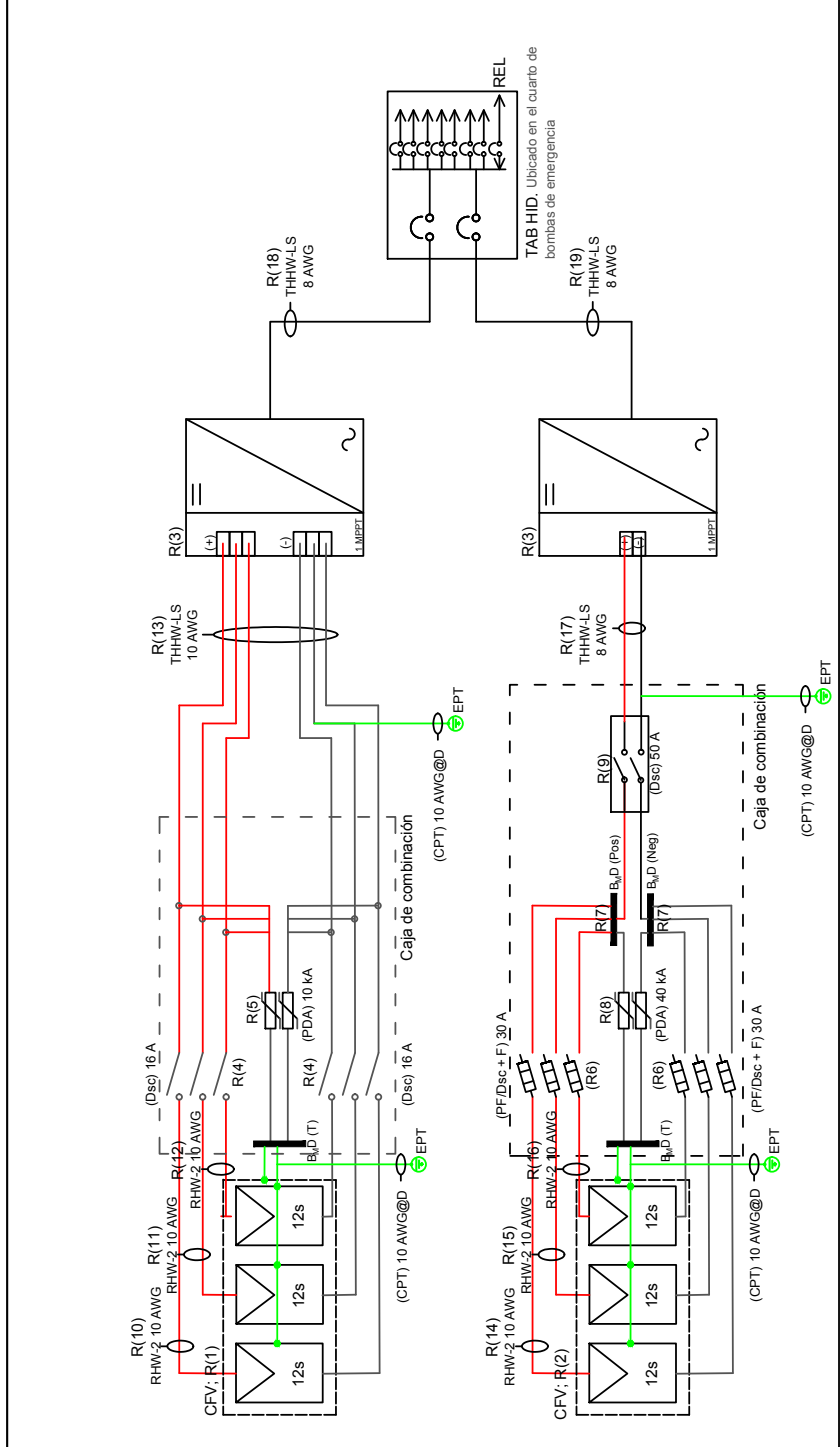 R(10)
RHW-2 10 AWG
R(11)
RHW-2 10 AWG
R(12)
RHW-2 10 AWG
CFV; R(1)
12s
12s
12s
(Dsc) 16 A
R(4)
R(5)
(PDA) 10 kA
R(4)
(Dsc) 16 A
BMD (T)
EPT
(CPT) 10 AWG@D
Caja de combinación
EPT
(CPT) 10 AWG@D
R(13)
THHW-LS
10 AWG
R(3)
(+)
(-)
1 MPPT
R(18)
THHW-LS
8 AWG
REL
TAB HID. Ubicado en el cuarto de
bombas de emergencia
R(14)
RHW-2 10 AWG
R(15)
RHW-2 10 AWG
R(16)
RHW-2 10 AWG
CFV; R(2)
12s
12s
12s
(PF/Dsc + F) 30 A
(R6)
R(8)
(PDA) 40 kA
(R6)
(PF/Dsc + F) 30 A
BMD (T)
EPT
(CPT) 10 AWG@D
R(7)
BMD (Pos)
R(7)
BMD (Neg)
R(9)
(Dsc) 50 A
Caja de combinación
EPT
(CPT) 10 AWG@D
R(17)
THHW-LS
8 AWG
R(3)
(+)
(-)
1 MPPT
R(19)
THHW-LS
8 AWG